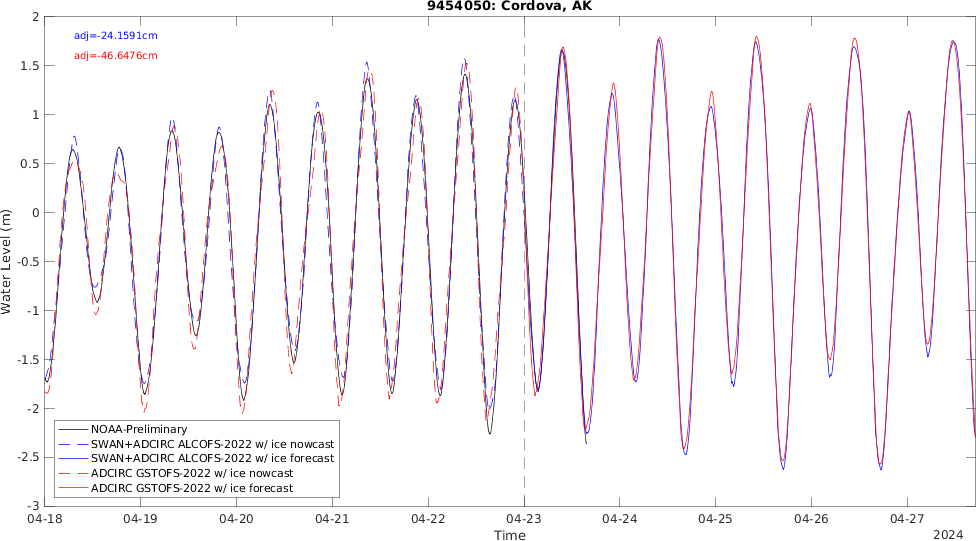 9454050: Cordova, AK
adj=-24.1591cm
adj=-46.6476cm
2
1.5
1
0.5
0
-0.5
-1
-1.5
-2
-2.5
-3
Water Level (m)
NOAA-Preliminary
SWAN+ADCIRC ALCOFS-2022 w/ ice nowcast
SWAN+ADCIRC ALCOFS-2022 w/ ice forecast
ADCIRC GSTOFS-2022 w/ ice nowcast
ADCIRC GSTOFS-2022 w/ ice forecast
04-18 04-19 04-20 04-21 04-22 04-23 04-24 04-25 04-26 04-27
Time
2024